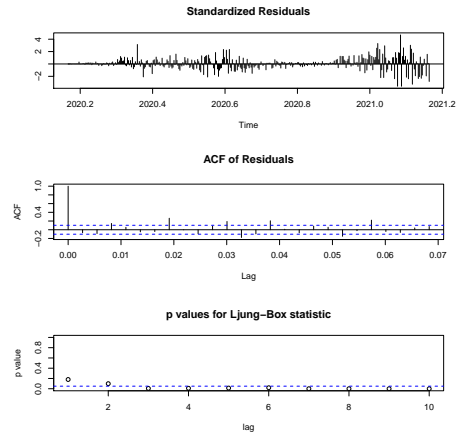 Standardized Residuals
4
2
−2
2020.2 2020.4 2020.6 2020.8 2021.0 2021.2
Time
ACF of Residuals
ACF
1.0
0.4
−0.2
0.00 0.01 0.02 0.03 0.04 0.05 0.06 0.07
Lag
p values for Ljung−Box statistic
p value
0.8
0.4
0.0
2 4 6 8 10
lag